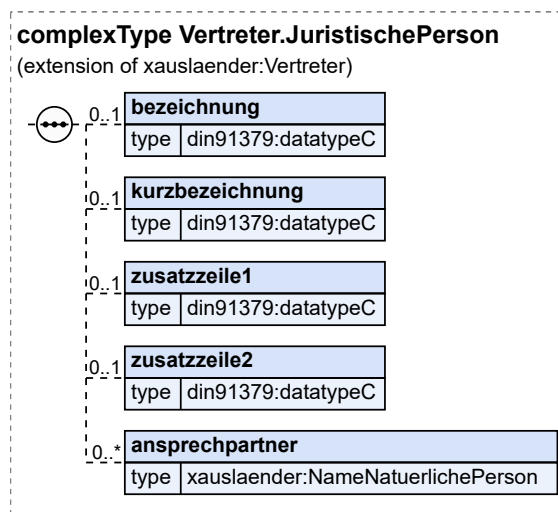 complexType Vertreter.JuristischePerson
(extension of xauslaender:Vertreter)
0..1 bezeichnung
type din91379:datatypeC
0..1 kurzbezeichnung
type din91379:datatypeC
0..1 zusatzzeile1
type din91379:datatypeC
0..1 zusatzzeile2
type din91379:datatypeC
0..* ansprechpartner
type xauslaender:NameNatuerlichePerson